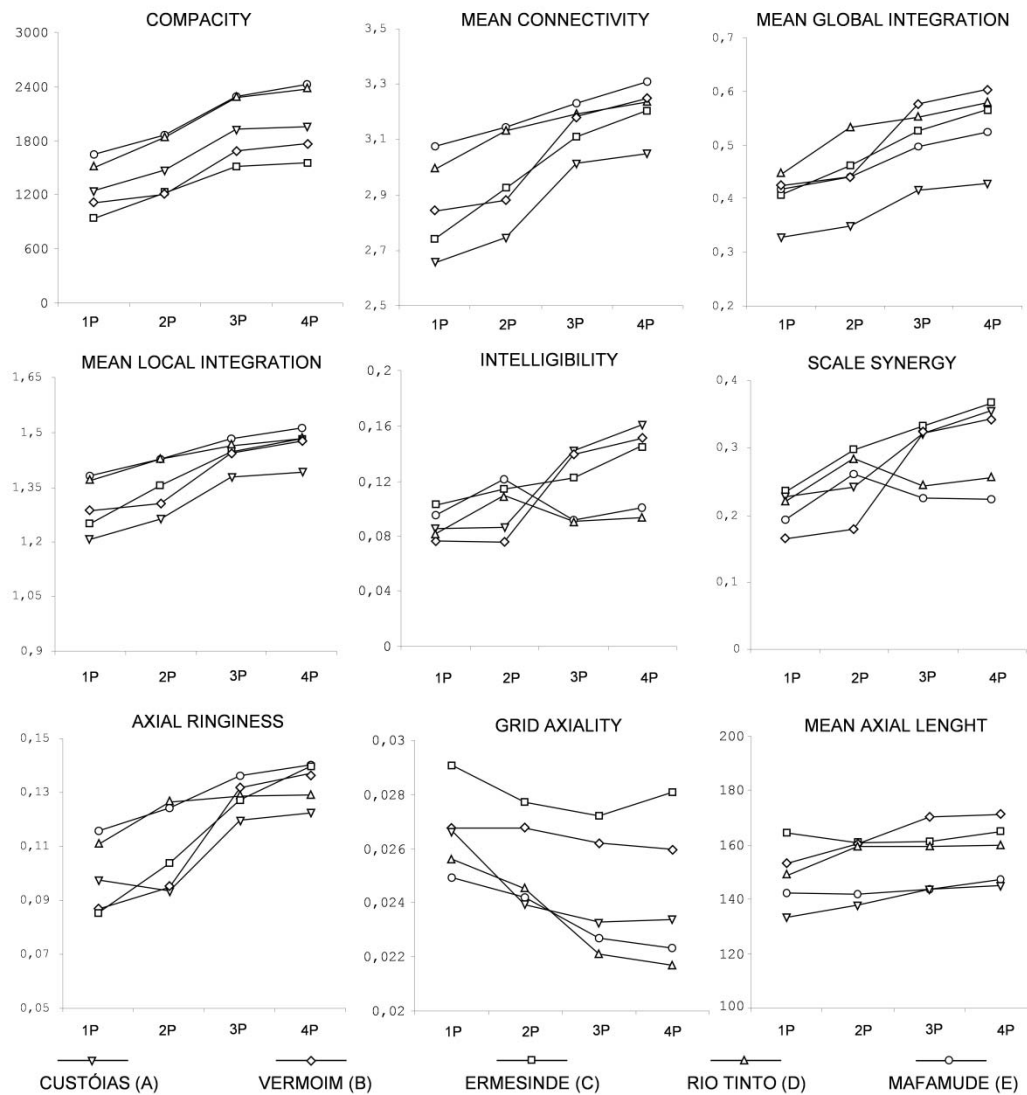 COMPACITY
3000
2400
1800
1200
600
0
1P 2P 3P 4P
MEAN CONNECTIVITY
3,5
3,3
3,1
2,9
2,7
2,5
1P 2P 3P 4P
MEAN GLOBAL INTEGRATION
0,7
0,6
0,5
0,4
0,3
0,2
1P 2P 3P 4P
MEAN LOCAL INTEGRATION
1,65
1,5
1,35
1,2
1,05
0,9
1P 2P 3P 4P
INTELLIGIBILITY
0,2
0,16
0,12
0,08
0,04
0
1P 2P 3P 4P
SCALE SYNERGY
0,4
0,3
0,2
0,1
0
1P 2P 3P 4P
AXIAL RINGINESS
0,15
0,13
0,11
0,09
0,07
0,05
1P 2P 3P 4P
GRID AXIALITY
0,03
0,028
0,026
0,024
0,022
0,02
1P 2P 3P 4P
MEAN AXIAL LENGHT
200
180
160
140
120
100
1P 2P 3P 4P
CUSTÓIAS (A) VERMOIM (B) ERMESINDE (C) RIO TINTO (D) MAFAMUDE (E)